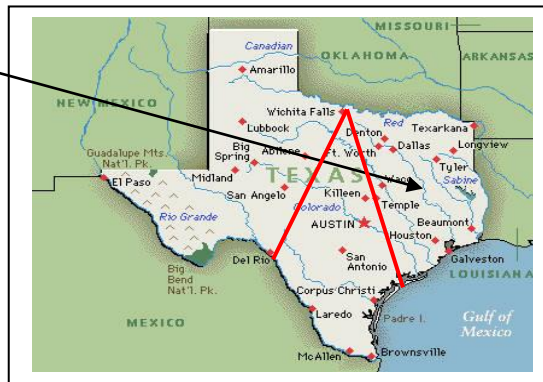 MISSOURI
Canadian
OKLAHOMA
ARKANSAS
Amarillo
NEW MEXICO
Wichita Falls
Red
Lubbock
Denton
Texarkana
Dallas
Longview
Big Spring
Abilene
Ft. Worth
Guadalupe Mts. Nat'l. Pk.
Tyler
El Paso
Midland
TEXAS
Waco
Sabine
San Angelo
Killeen
Temple
Colorado
Rio Grande
AUSTIN
Beaumont
Houston
Del Rio
San Antonio
Galveston
Big Bend Nat'l. Pk.
LOUISIANA
Corpus Christi
Laredo
Padre I.
Gulf of Mexico
MEXICO
McAllen
Brownsville